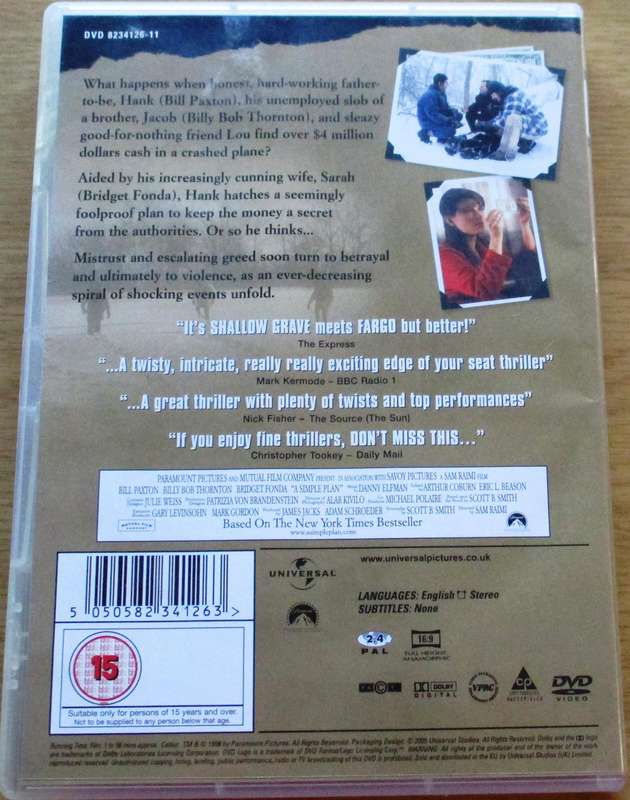 DVD 8234126-11
What happens when honest, hard-working father-
to-be, Hank (Bill Paxton), his unemployed slob of
a brother, Jacob (Billy Bob Thornton), and sleazy
good-for-nothing friend Lou find over $4 million
dollars cash in a crashed plane?
Aided by his increasingly cunning wife, Sarah
(Bridget Fonda), Hank hatches a seemingly
foolproof plan to keep the money a secret
from the authorities. Or so he thinks...
Mistrust and escalating greed soon turn to betrayal
and ultimately to violence, as an ever-decreasing
spiral of shocking events unfold.
“It's SHALLOW GRAVE meets FARGO but better!”
The Express
“...A twisty, intricate, really really exciting edge of your seat thriller”
Mark Kermode – BBC Radio 1
“...A great thriller with plenty of twists and top performances”
Nick Fisher – The Source (The Sun)
“If you enjoy fine thrillers, DON'T MISS THIS...”
Christopher Tookey – Daily Mail
PARAMOUNT PICTURES AND MUTUAL FILM COMPANY PRESENT IN ASSOCIATION WITH SAVOY PICTURES A SAM RAIMI FILM
BILL PAXTON BILLY BOB THORNTON BRIDGET FONDA "A SIMPLE PLAN" DANNY ELFMAN ARTHUR COBURN ERIC L. BEASON
JULIE WEISS PATRIZIA VON BRANDENSTEIN ALAR KIVILO MICHAEL POLAIRE SCOTT B. SMITH
GARY LEVINSOHN MARK GORDON JAMES JACKS ADAM SCHROEDER SCOTT B. SMITH SAM RAIMI
MUTUAL FILM COMPANY
BASED ON THE NEW YORK TIMES BESTSELLER
www.asimpleplan.com
UNIVERSAL
www.universalpictures.co.uk
LANGUAGES: English Stereo
SUBTITLES: None
2,4
PAL
16:9
FULL HEIGHT
ANAMORPHIC
DOLBY
DIGITAL
VPRC
DVD
VIDEO
5 050582 341263 >
15
Suitable only for persons of 15 years and over.
Not to be supplied to any person below that age.